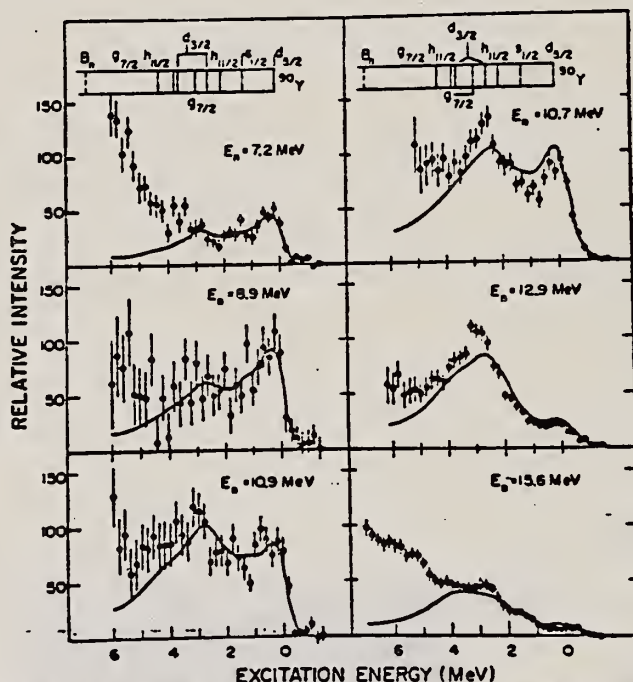 d3/2
Bn g7/2 h11/2 h11/2 s1/2 d5/2
90Y
g7/2
En = 7.2 MeV
150
100
50
d3/2
Bn g7/2 h11/2 h11/2 s1/2 d5/2
90Y
g7/2
En = 10.7 MeV
En = 8.9 MeV
150
100
50
En = 12.9 MeV
En = 10.9 MeV
150
100
50
En = 15.6 MeV
6 4 2 0
6 4 2 0
RELATIVE INTENSITY
EXCITATION ENERGY (MeV)